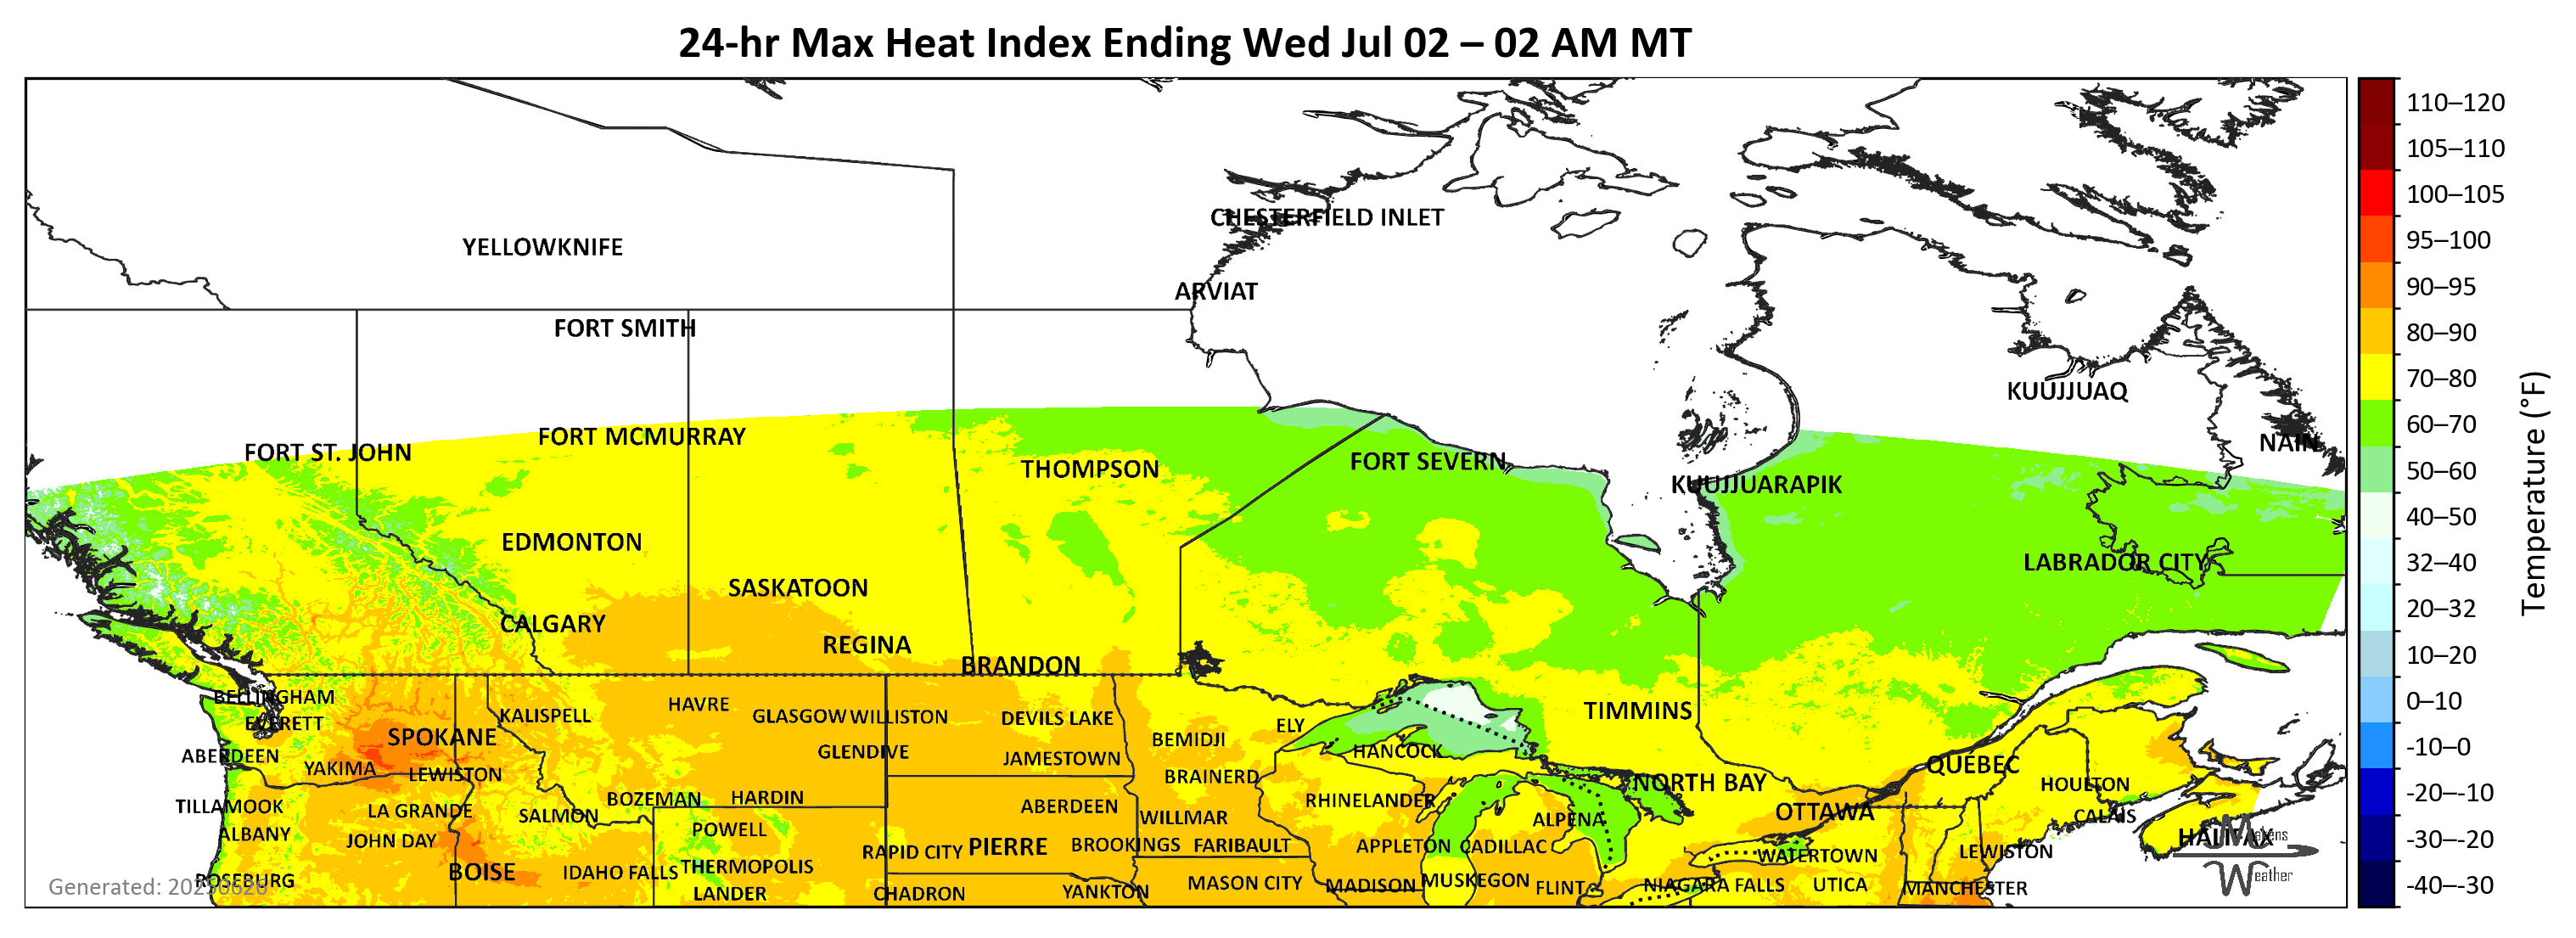 24-hr Max Heat Index Ending Wed Jul 02 – 02 AM MT
CHESTERFIELD INLET
YELLOWKNIFE
ARVIAT
FORT SMITH
KUUJJUAQ
FORT MCMURRAY
NAIN
FORT ST. JOHN
FORT SEVERN
THOMPSON
KUUJJUARAPIK
EDMONTON
LABRADOR CITY
SASKATOON
CALGARY
REGINA
BRANDON
BELLINGHAM
HAVRE
TIMMINS
KALISPELL
GLASGOW WILLISTON
DEVILS LAKE
EVERETT
ELY
SPOKANE
BEMIDJI
GLENDIVE
HANCOCK
ABERDEEN
JAMESTOWN
QUÉBEC
YAKIMA
LEWISTON
BRAINERD
NORTH BAY
HOULTON
BOZEMAN
HARDIN
RHINELANDER
TILLAMOOK
ABERDEEN
LA GRANDE
OTTAWA
SALMON
WILLMAR
CALAIS
ALPENA
POWELL
ALBANY
HALIFAX
JOHN DAY
PIERRE
BROOKINGS
FARIBAULT
APPLETON
CADILLAC
RAPID CITY
LEWISTON
WATERTOWN
THERMOPOLIS
BOISE
IDAHO FALLS
ROSEBURG
MUSKEGON
MASON CITY
MADISON
NIAGARA FALLS
UTICA
FLINT
MANCHESTER
YANKTON
LANDER
CHADRON
Makens
Weather
110–120
105–110
100–105
95–100
90–95
80–90
70–80
60–70
50–60
40–50
32–40
20–32
10–20
0–10
-10–0
-20–-10
-30–-20
-40–-30
Temperature (°F)